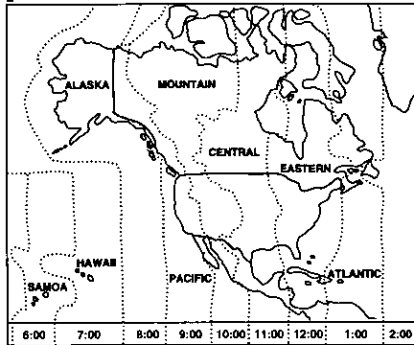 ALASKA
MOUNTAIN
CENTRAL
EASTERN
HAWAII
SAMOA
PACIFIC
ATLANTIC
6:00 7:00 8:00 9:00 10:00 11:00 12:00 1:00 2:00